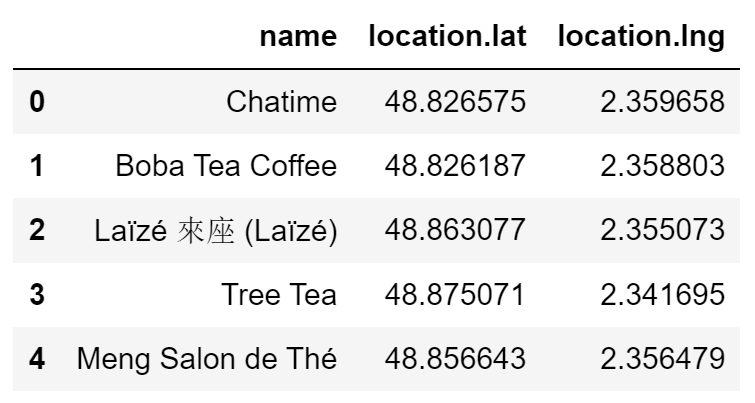 name location.lat location.lng
0 Chatime 48.826575 2.359658
1 Boba Tea Coffee 48.826187 2.358803
2 Laïzé 來座 (Laïzé) 48.863077 2.355073
3 Tree Tea 48.875071 2.341695
4 Meng Salon de Thé 48.856643 2.356479